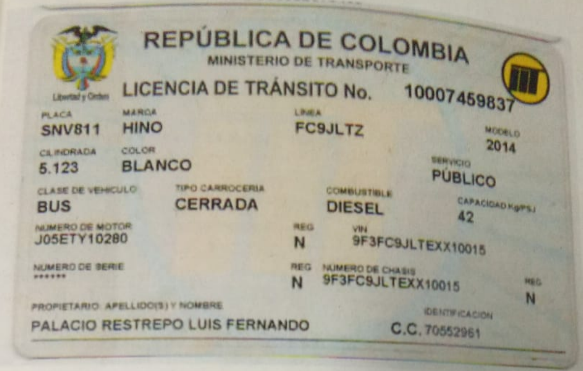 REPÚBLICA DE COLOMBIA
MINISTERIO DE TRANSPORTE
Libertad y Orden
LICENCIA DE TRÁNSITO No. 10007459837
PLACA MARCA LINEA MODELO
SNV811 HINO FC9JLTZ 2014
CILINDRADA COLOR SERVICIO
5.123 BLANCO PÚBLICO
CLASE DE VEHICULO TIPO CARROCERIA COMBUSTIBLE CAPACIDAD Kg/PSJ
BUS CERRADA DIESEL 42
NUMERO DE MOTOR REG VIN
J05ETY10280 N 9F3FC9JLTEXX10015
NUMERO DE SERIE REG NUMERO DE CHASIS REG
****** N 9F3FC9JLTEXX10015 N
PROPIETARIO: APELLIDO(S) Y NOMBRE IDENTIFICACION
PALACIO RESTREPO LUIS FERNANDO C.C. 70552961